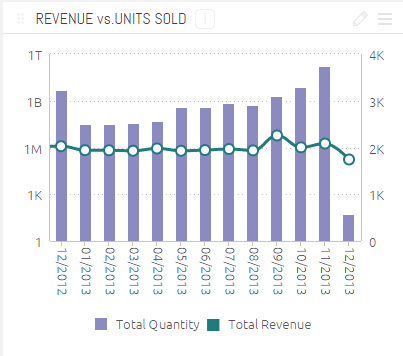 REVENUE vs.UNITS SOLD
1T
1B
1M
1K
1
4K
3K
2K
1K
0
12/2012
01/2013
02/2013
03/2013
04/2013
05/2013
06/2013
07/2013
08/2013
09/2013
10/2013
11/2013
12/2013
Total Quantity
Total Revenue